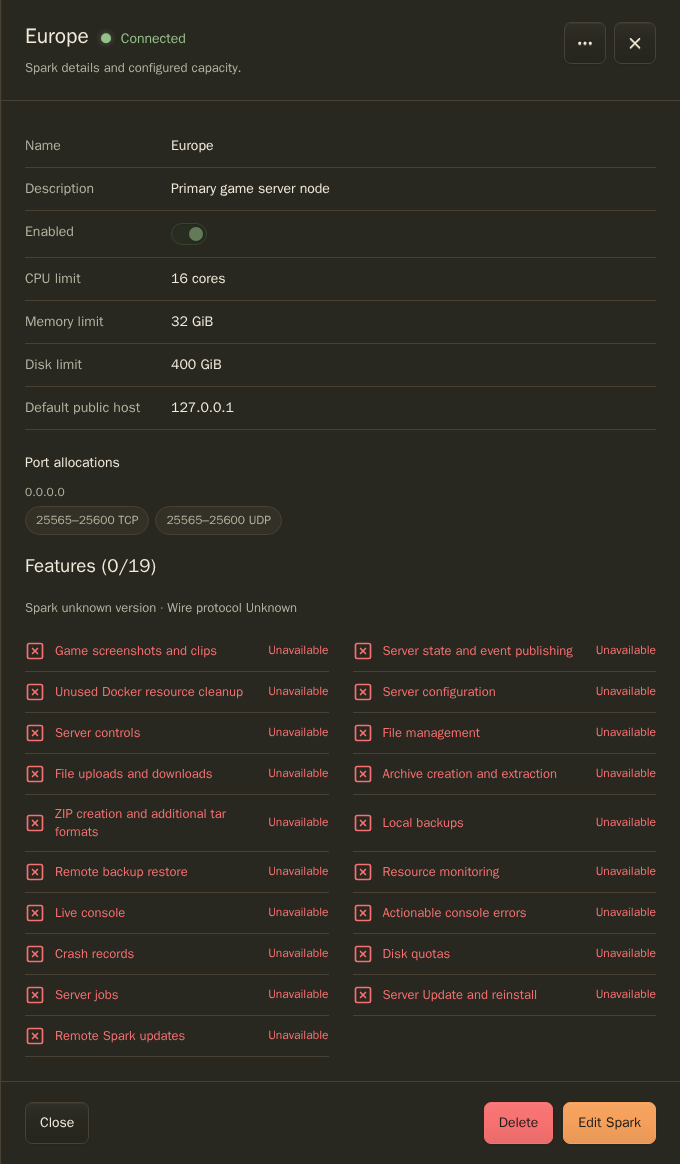 Europe Connected
Spark details and configured capacity.
Name Europe
Description Primary game server node
Enabled
CPU limit 16 cores
Memory limit 32 GiB
Disk limit 400 GiB
Default public host 127.0.0.1
Port allocations
0.0.0.0
25565–25600 TCP 25565–25600 UDP
Features (0/19)
Spark unknown version · Wire protocol Unknown
Game screenshots and clips Unavailable Server state and event publishing Unavailable
Unused Docker resource cleanup Unavailable Server configuration Unavailable
Server controls Unavailable File management Unavailable
File uploads and downloads Unavailable Archive creation and extraction Unavailable
ZIP creation and additional tar
formats Unavailable Local backups Unavailable
Remote backup restore Unavailable Resource monitoring Unavailable
Live console Unavailable Actionable console errors Unavailable
Crash records Unavailable Disk quotas Unavailable
Server jobs Unavailable Server Update and reinstall Unavailable
Remote Spark updates Unavailable
Close Delete Edit Spark